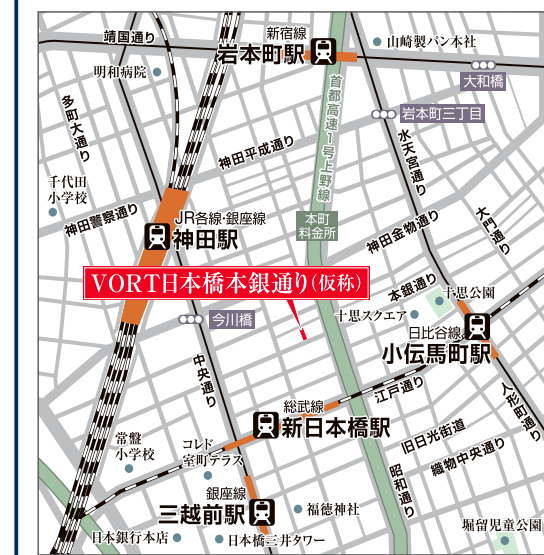 靖国通り
新宿線
岩本町駅
山崎製パン本社
明和病院
大和橋
首都高速1号上野線
岩本町三丁目
多町大通り
水天宮通り
神田平成通り
千代田
小学校
神田警察通り
JR各線・銀座線
神田駅
本町
料金所
神田金物通り
大門通り
VORT日本橋本銀通り(仮称)
本銀通り
十思公園
十思スクエア
今川橋
日比谷線
小伝馬町駅
中央通り
江戸通り
人形町通り
総武線
新日本橋駅
旧日光街道
常盤
小学校
コレド
室町テラス
織物中央通り
昭和通り
銀座線
三越前駅
福徳神社
堀留児童公園
日本銀行本店
日本橋三井タワー